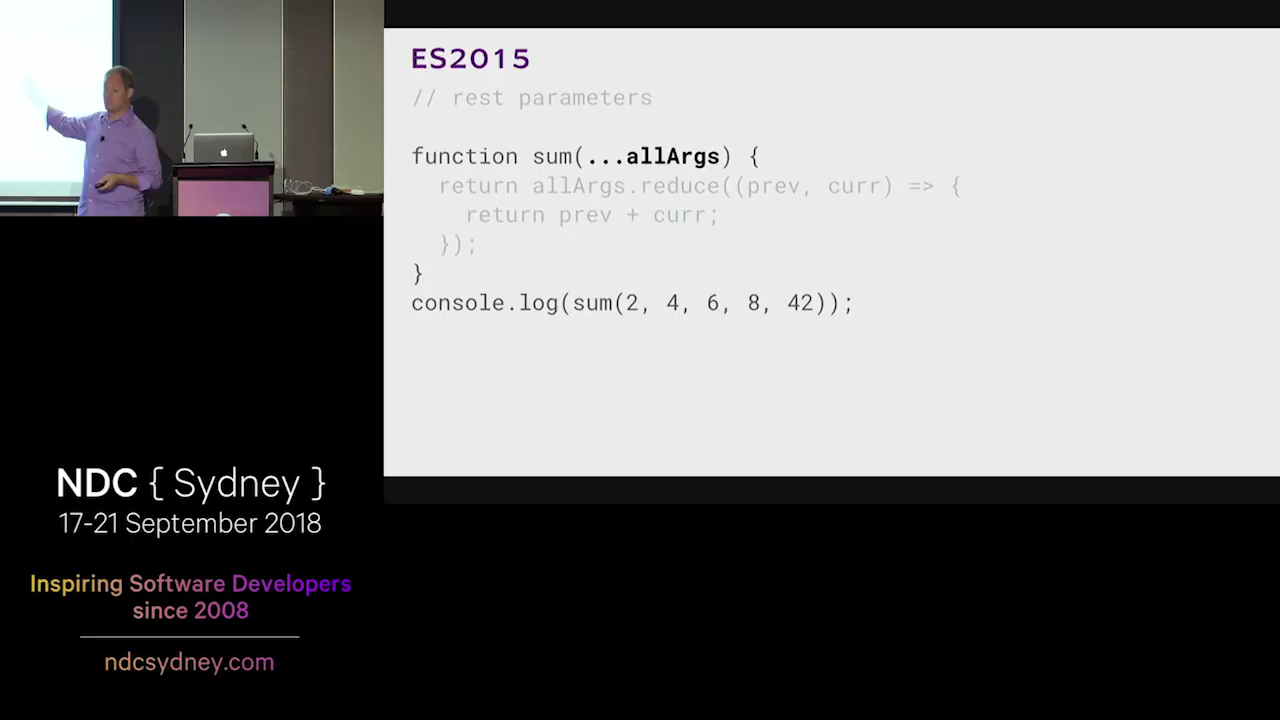 ES2015
// rest parameters
function sum(...allArgs) {
return allArgs.reduce((prev, curr) => {
return prev + curr;
});
}
console.log(sum(2, 4, 6, 8, 42));
NDC { Sydney }
17-21 September 2018
Inspiring Software Developers
since 2008
ndcsydney.com